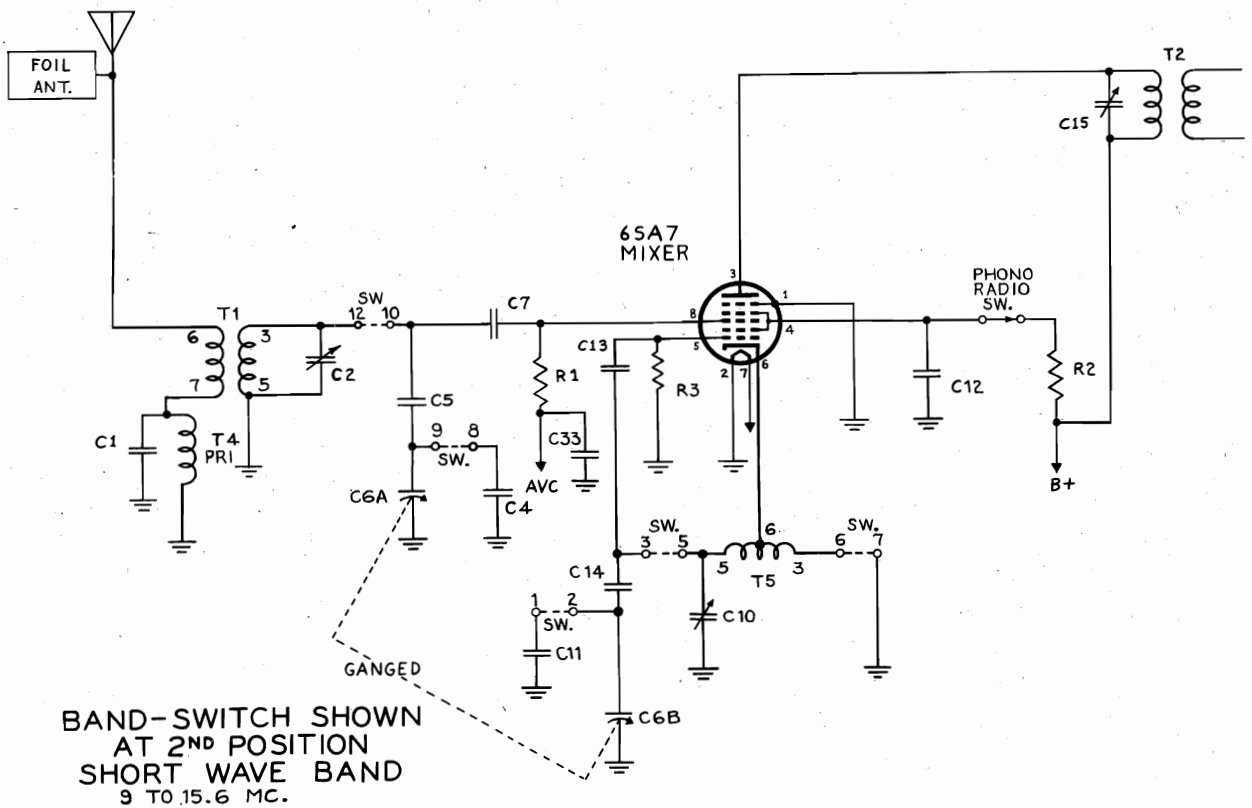 FOIL
ANT.
T2
C15
6SA7
MIXER
3
1
8
4
5
2
7
6
PHONO
RADIO
SW.
T1
6
3
7
5
C2
SW
12 10
C7
C13
R1
R3
C12
R2
C1
T4
PRI
C5
9 8
SW.
C33
AVC
C6A
C4
B+
3 5
SW.
6
5 3
T5
SW.
6 7
C14
1 2
SW.
C10
C11
GANGED
C6B
BAND-SWITCH SHOWN
AT 2ND POSITION
SHORT WAVE BAND
9 TO 15.6 MC.